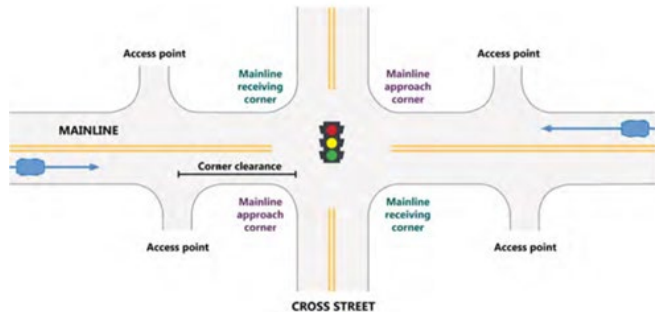 Access point
Access point
Mainline
receiving
corner
Mainline
approach
corner
MAINLINE
Corner clearance
Mainline
approach
corner
Mainline
receiving
corner
Access point
Access point
CROSS STREET